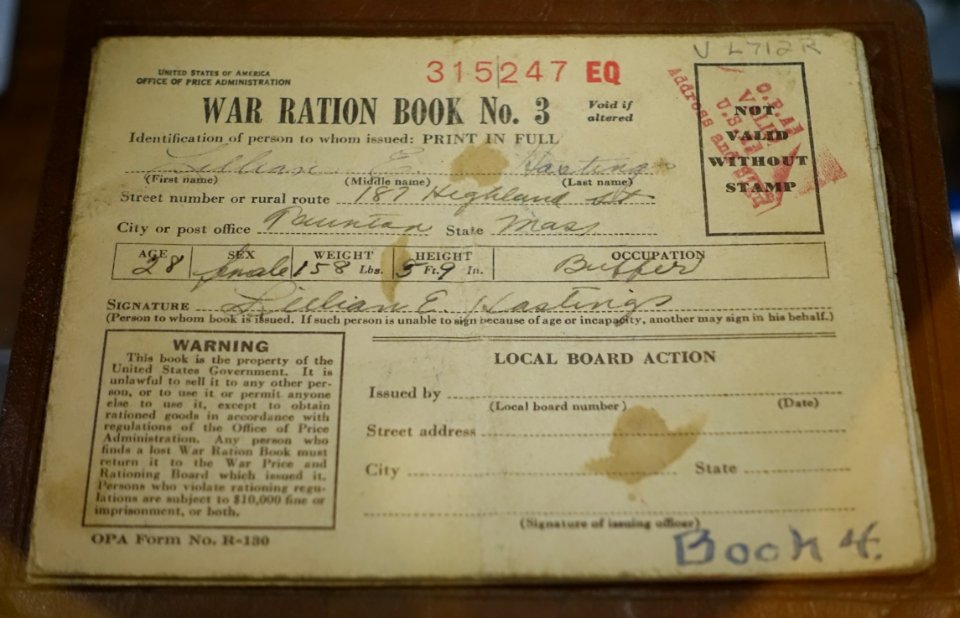 V L712R
UNITED STATES OF AMERICA
OFFICE OF PRICE ADMINISTRATION
315247 EQ
WAR RATION BOOK No. 3
Void if
altered
Identification of person to whom issued: PRINT IN FULL
Lillian E. Hastings
(First name) (Middle name) (Last name)
Street number or rural route 187 Highland St
City or post office Taunton State Mass
AGE SEX WEIGHT HEIGHT OCCUPATION
28 female 158 Lbs. 5 Ft. 9 In. Buffer
SIGNATURE Lillian E. Hastings
(Person to whom book is issued. If such person is unable to sign because of age or incapacity, another may sign in his behalf.)
NOT
VALID
WITHOUT
STAMP
O.P.A.
VALID
U.S.
Address and
WARNING
This book is the property of the
United States Government. It is
unlawful to sell it to any other per-
son, or to use it or permit anyone
else to use it, except to obtain
rationed goods in accordance with
regulations of the Office of Price
Administration. Any person who
finds a lost War Ration Book must
return it to the War Price and
Rationing Board which issued it.
Persons who violate rationing regu-
lations are subject to $10,000 fine or
imprisonment, or both.
OPA Form No. R-130
LOCAL BOARD ACTION
Issued by
(Local board number) (Date)
Street address
City State
(Signature of issuing officer)
Book 4.